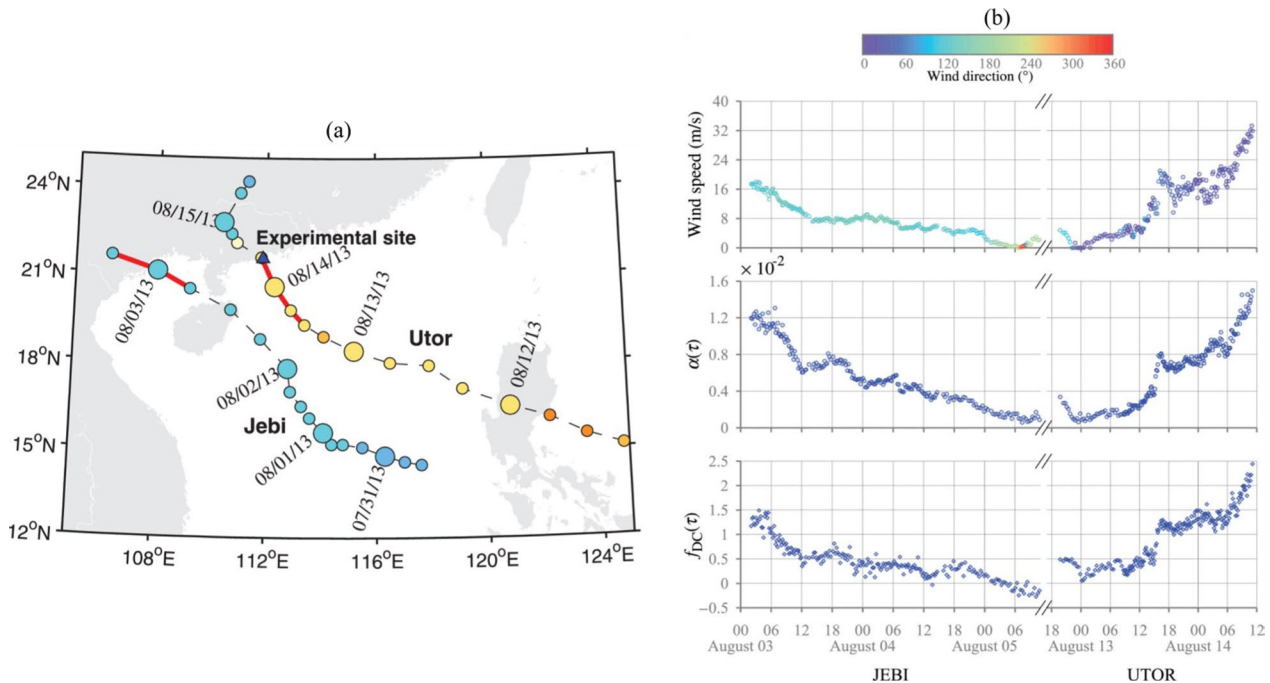 (a)
24°N
21°N
18°N
15°N
12°N
108°E
112°E
116°E
120°E
124°E
08/15/13
Experimental site
08/14/13
08/03/13
08/13/13
Utor
08/12/13
08/02/13
Jebi
08/01/13
07/31/13
(b)
0 60 120 180 240 300 360
Wind direction (°)
Wind speed (m/s)
40
32
24
16
8
0
× 10⁻²
α(τ)
1.6
1.2
0.8
0.4
0
f_DC(τ)
2.5
2
1.5
1
0.5
0
−0.5
00 06 12 18 00 06 12 18 00 06 18 00 06 12 18 00 06 12
August 03 August 04 August 05 August 13 August 14
JEBI UTOR